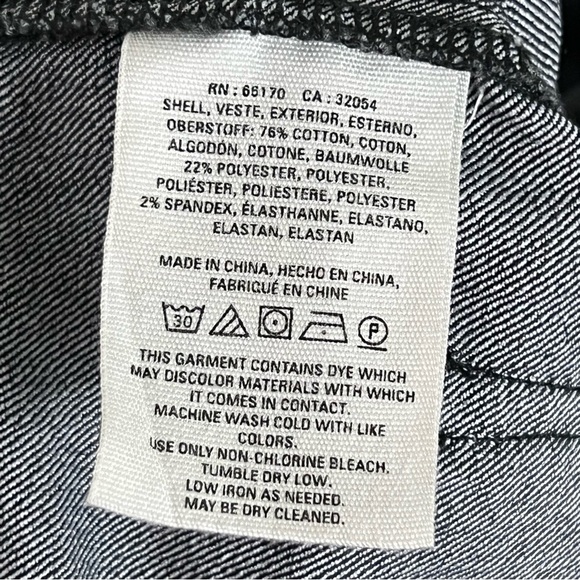 RN : 66170 CA : 32054
SHELL, VESTE, EXTERIOR, ESTERNO,
OBERSTOFF: 76% COTTON, COTON,
ALGODÓN, COTONE, BAUMWOLLE
22% POLYESTER, POLYESTER,
POLIÉSTER, POLIESTERE, POLYESTER
2% SPANDEX, ÉLASTHANNE, ELASTANO,
ELASTAN, ELASTAN
MADE IN CHINA, HECHO EN CHINA,
FABRIQUÉ EN CHINE
30 P
THIS GARMENT CONTAINS DYE WHICH
MAY DISCOLOR MATERIALS WITH WHICH
IT COMES IN CONTACT.
MACHINE WASH COLD WITH LIKE
COLORS.
USE ONLY NON-CHLORINE BLEACH.
TUMBLE DRY LOW.
LOW IRON AS NEEDED.
MAY BE DRY CLEANED.